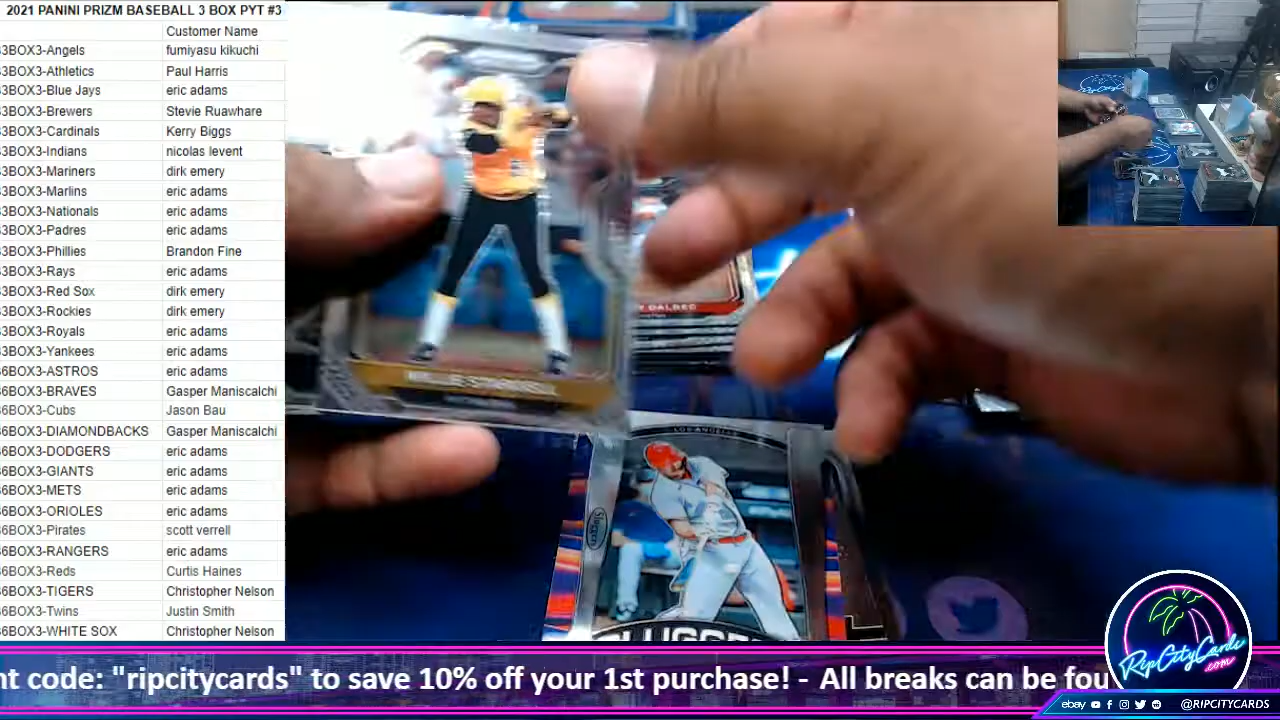 2021 PANINI PRIZM BASEBALL 3 BOX PYT #3
Customer Name
3BOX3-Angels fumiyasu kikuchi
3BOX3-Athletics Paul Harris
3BOX3-Blue Jays eric adams
3BOX3-Brewers Stevie Ruawhare
3BOX3-Cardinals Kerry Biggs
3BOX3-Indians nicolas levent
3BOX3-Mariners dirk emery
3BOX3-Marlins eric adams
3BOX3-Nationals eric adams
3BOX3-Padres eric adams
3BOX3-Phillies Brandon Fine
3BOX3-Rays eric adams
3BOX3-Red Sox dirk emery
3BOX3-Rockies dirk emery
3BOX3-Royals eric adams
3BOX3-Yankees eric adams
6BOX3-ASTROS eric adams
6BOX3-BRAVES Gasper Maniscalchi
6BOX3-Cubs Jason Bau
6BOX3-DIAMONDBACKS Gasper Maniscalchi
6BOX3-DODGERS eric adams
6BOX3-GIANTS eric adams
6BOX3-METS eric adams
6BOX3-ORIOLES eric adams
6BOX3-Pirates scott verrell
6BOX3-RANGERS eric adams
6BOX3-Reds Curtis Haines
6BOX3-TIGERS Christopher Nelson
6BOX3-Twins Justin Smith
6BOX3-WHITE SOX Christopher Nelson
DALBEC
LOS ANGELES
Sluggers
RipCityCards
.com
nt code: "ripcitycards" to save 10% off your 1st purchase! - All breaks can be fou
ebay @RIPCITYCARDS